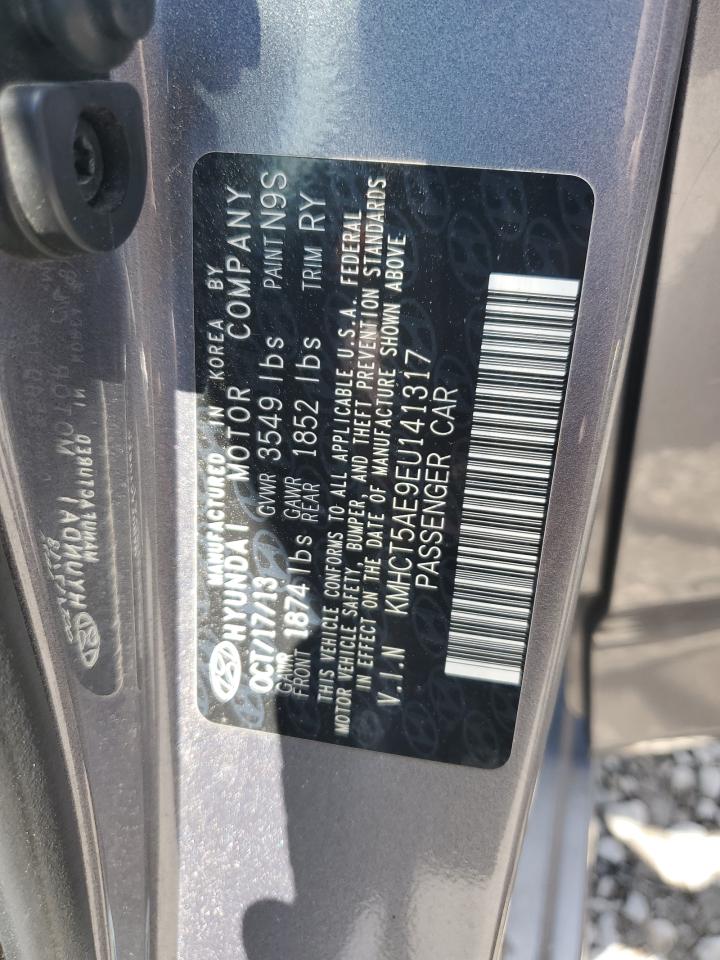 MANUFACTURED IN KOREA BY
HYUNDAI MOTOR COMPANY
OCT/17/13 GVWR 3549 lbs PAINT N9S
GAWR FRONT 1874 lbs GAWR REAR 1852 lbs TRIM RY
THIS VEHICLE CONFORMS TO ALL APPLICABLE U.S.A. FEDERAL
MOTOR VEHICLE SAFETY, BUMPER, AND THEFT PREVENTION STANDARDS
IN EFFECT ON THE DATE OF MANUFACTURE SHOWN ABOVE
V.I.N KMHCT5AE9EU141317
PASSENGER CAR